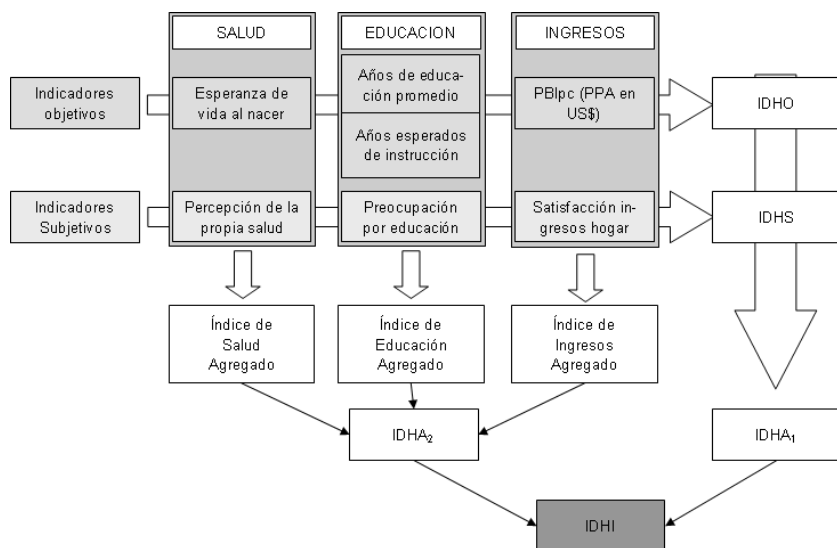 SALUD
EDUCACION
INGRESOS
Indicadores
objetivos
Esperanza de
vida al nacer
Años de educa-
ción promedio
Años esperados
de instrucción
PBIpc (PPA en
US$)
IDHO
Indicadores
Subjetivos
Percepción de la
propia salud
Preocupación
por educación
Satisfacción in-
gresos hogar
IDHS
Índice de
Salud
Agregado
Índice de
Educación
Agregado
Índice de
Ingresos
Agregado
IDHA₂
IDHA₁
IDHI